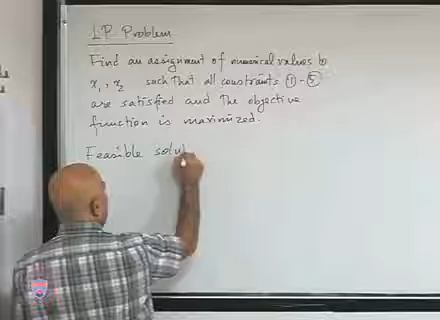 LP Problem
Find an assignment of numerical values to
x₁, x₂ such that all constraints ①-⑤
are satisfied and the objective
function is maximized.
Feasible solu